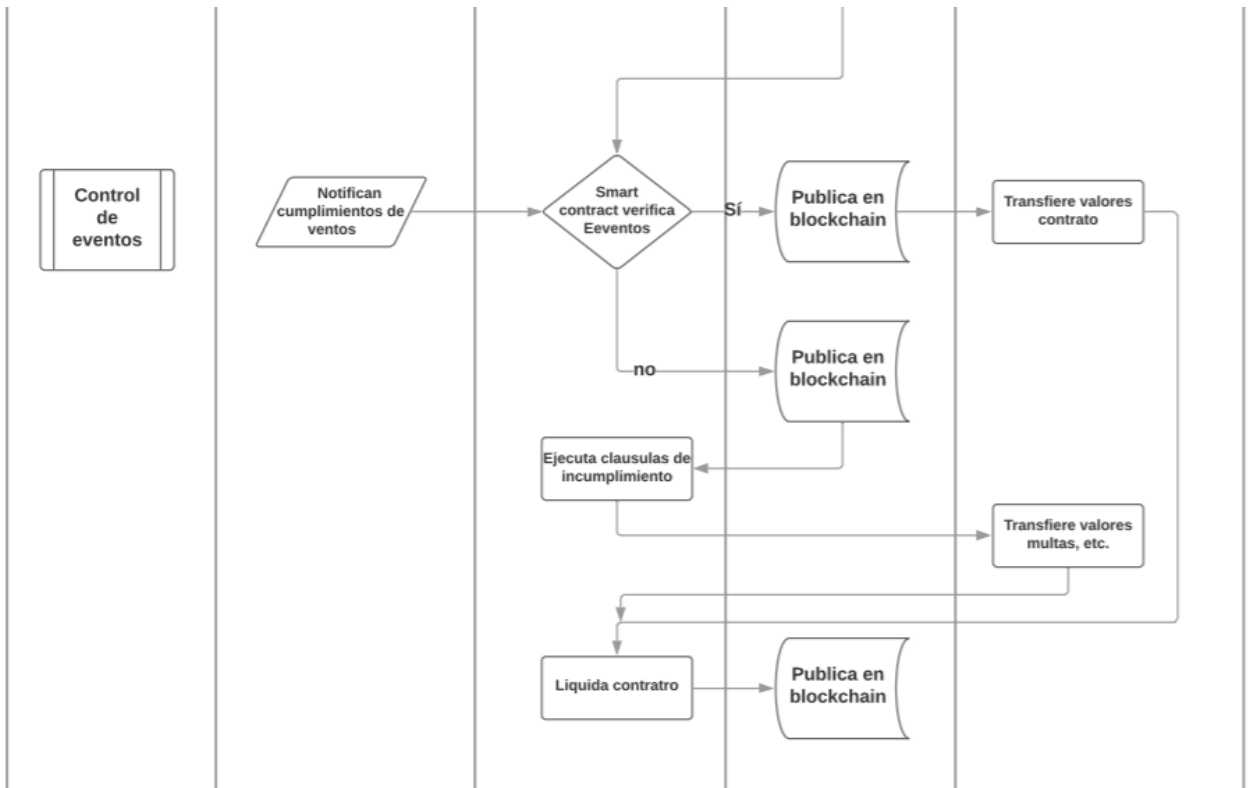 Control
de
eventos
Notifican
cumplimientos de
ventos
Smart
contract verifica
Eeventos
Sí
Publica en
blockchain
Transfiere valores
contrato
no
Publica en
blockchain
Ejecuta clausulas de
incumplimiento
Transfiere valores
multas, etc.
Liquida contratro
Publica en
blockchain